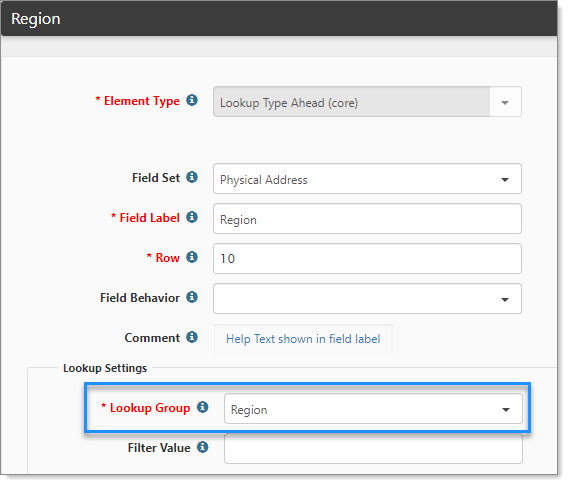 Region
* Element Type Lookup Type Ahead (core)
Field Set Physical Address
* Field Label Region
* Row 10
Field Behavior
Comment Help Text shown in field label
Lookup Settings
* Lookup Group Region
Filter Value